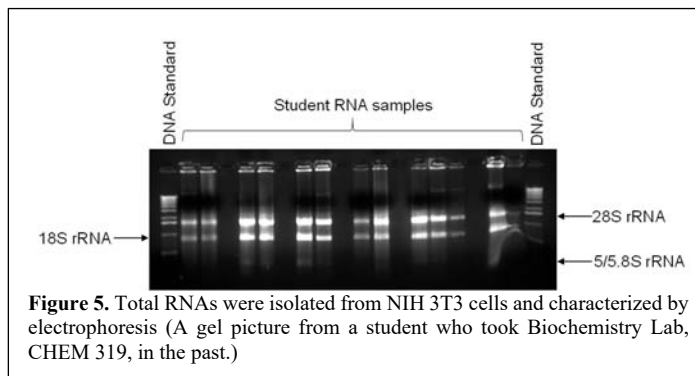 DNA Standard
Student RNA samples
DNA Standard
18S rRNA
28S rRNA
5/5.8S rRNA
Figure 5. Total RNAs were isolated from NIH 3T3 cells and characterized by
electrophoresis (A gel picture from a student who took Biochemistry Lab,
CHEM 319, in the past.)